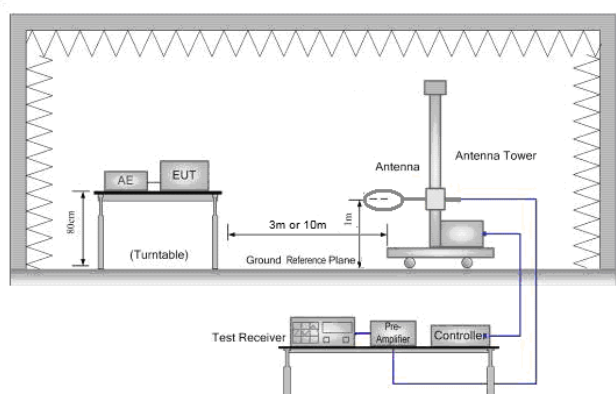 Antenna
Antenna Tower
AE
EUT
80cm
(Turntable)
3m or 10m
1m
Ground Reference Plane
Test Receiver
Pre-
Amplifier
Controller